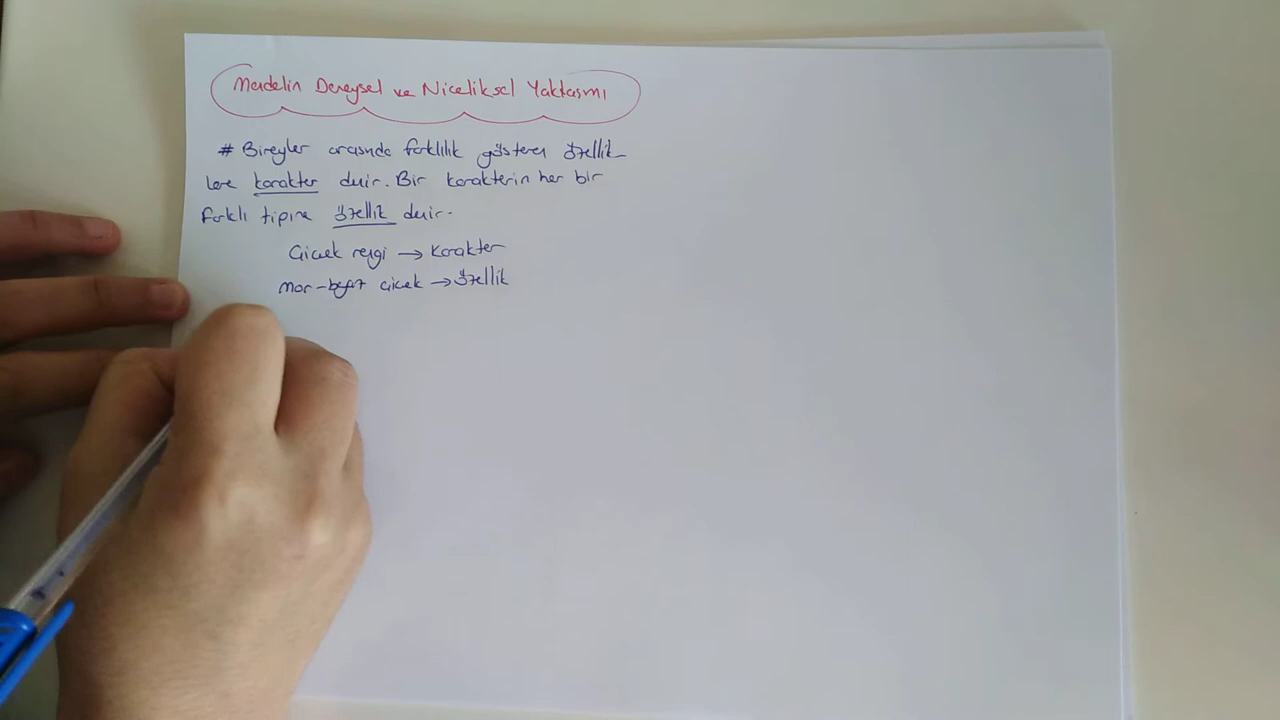 Mendelin Deneysel ve Niceliksel Yaklaşımı
# Bireyler arasında farklılık gösteren özellik
lere karakter denir. Bir karakterin her bir
farklı tipine özellik denir.
Çiçek rengi → Karakter
mor-beyaz çiçek → özellik